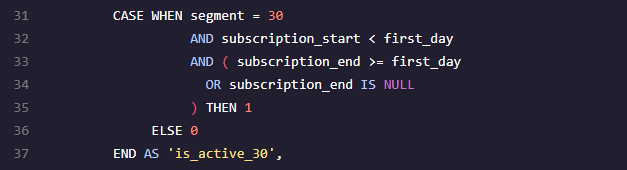 31 CASE WHEN segment = 30
32 AND subscription_start < first_day
33 AND ( subscription_end >= first_day
34 OR subscription_end IS NULL
35 ) THEN 1
36 ELSE 0
37 END AS 'is_active_30',